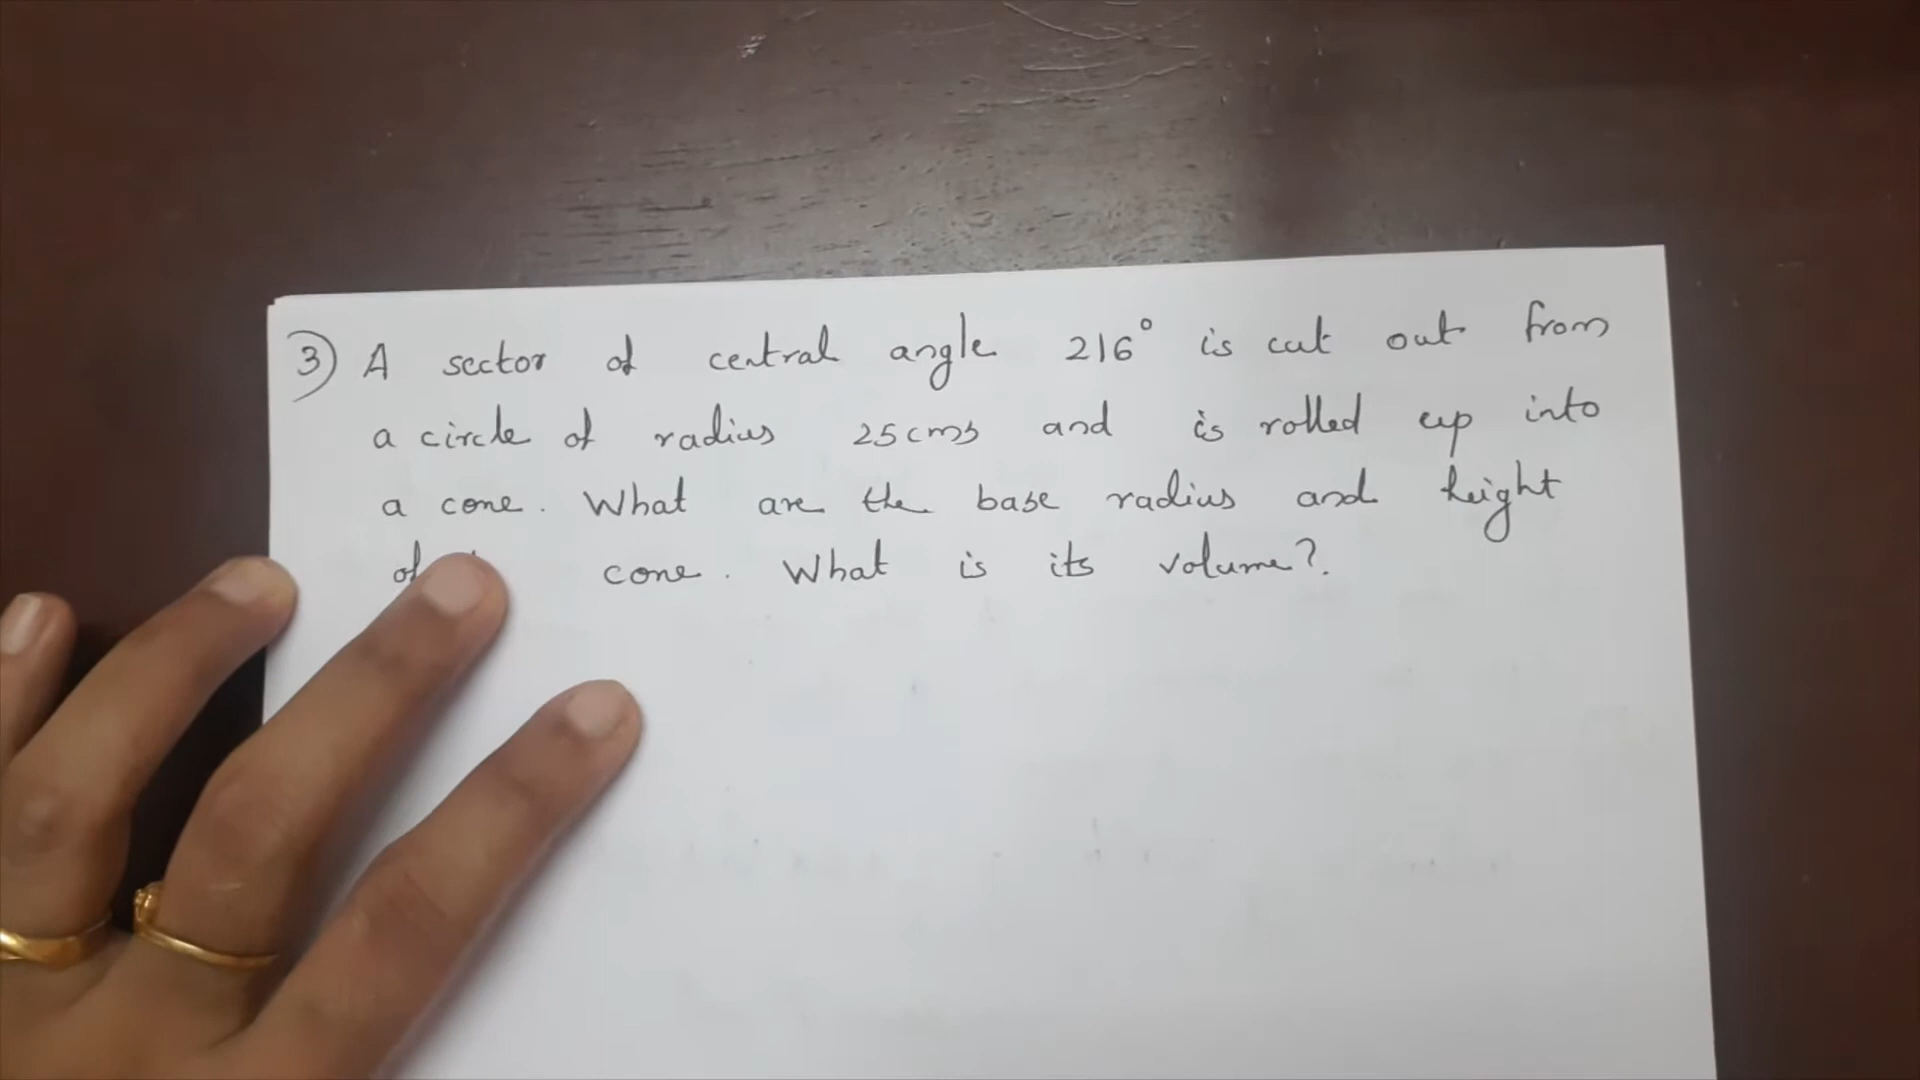 3) A sector of central angle 216° is cut out from
a circle of radius 25cms and is rolled up into
a cone. What are the base radius and height
of cone. What is its volume?.